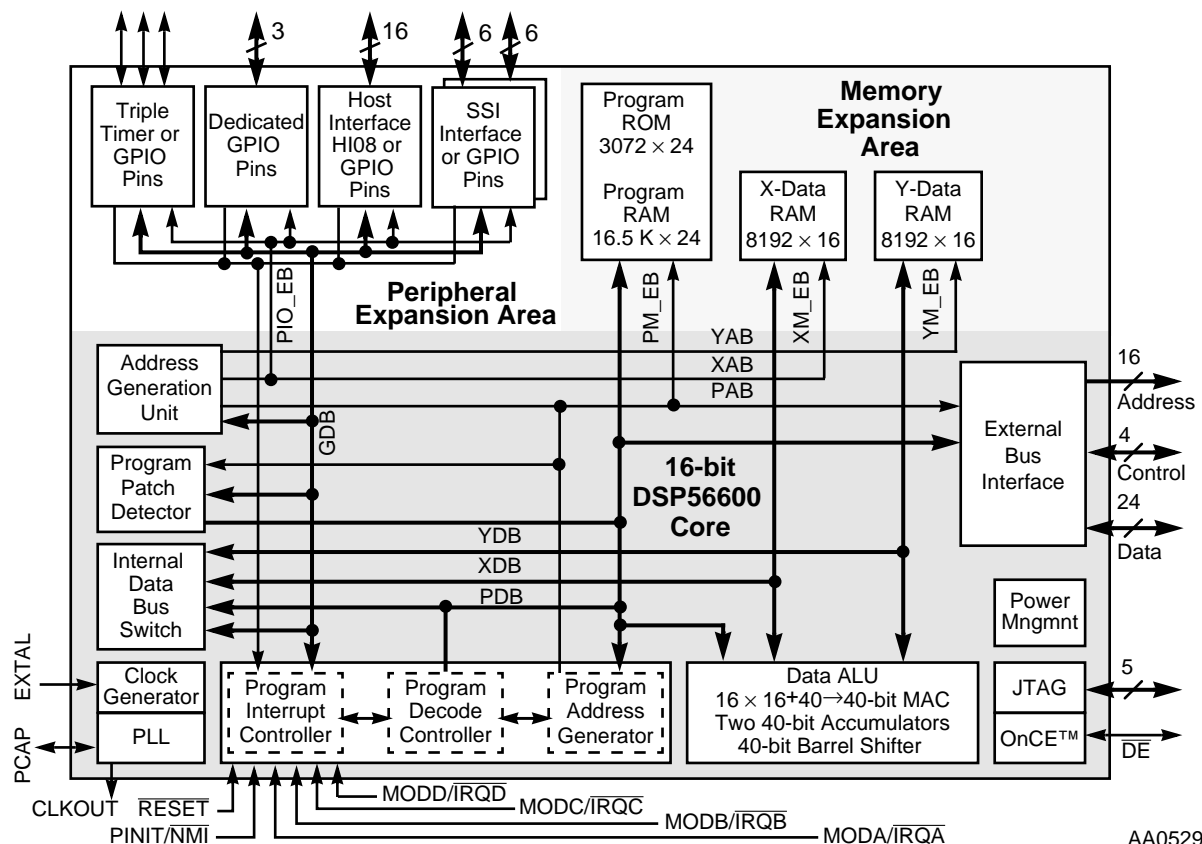 3
16
6
6
Triple
Timer or
GPIO
Pins
Dedicated
GPIO
Pins
Host
Interface
HI08 or
GPIO
Pins
SSI
Interface
or GPIO
Pins
Program
ROM
3072 × 24
Program
RAM
16.5 K × 24
Memory
Expansion
Area
X-Data
RAM
8192 × 16
Y-Data
RAM
8192 × 16
Peripheral
Expansion Area
PIO_EB
PM_EB
XM_EB
YM_EB
Address
Generation
Unit
YAB
XAB
PAB
GDB
External
Bus
Interface
16
Address
4
Control
24
Data
Program
Patch
Detector
16-bit
DSP56600
Core
Internal
Data
Bus
Switch
YDB
XDB
PDB
Power
Mngmnt
EXTAL
Clock
Generator
PCAP
PLL
Program
Interrupt
Controller
Program
Decode
Controller
Program
Address
Generator
Data ALU
16 × 16+40→40-bit MAC
Two 40-bit Accumulators
40-bit Barrel Shifter
JTAG
5
OnCE™
DE
CLKOUT
RESET
PINIT/NMI
MODD/IRQD
MODC/IRQC
MODB/IRQB
MODA/IRQA
AA0529